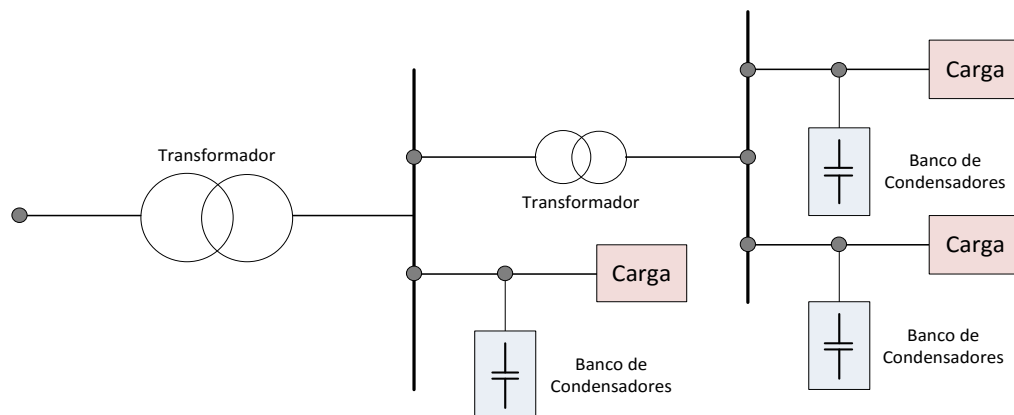 Carga
Transformador
Banco de
Condensadores
Transformador
Carga
Carga
Banco de
Condensadores
Banco de
Condensadores